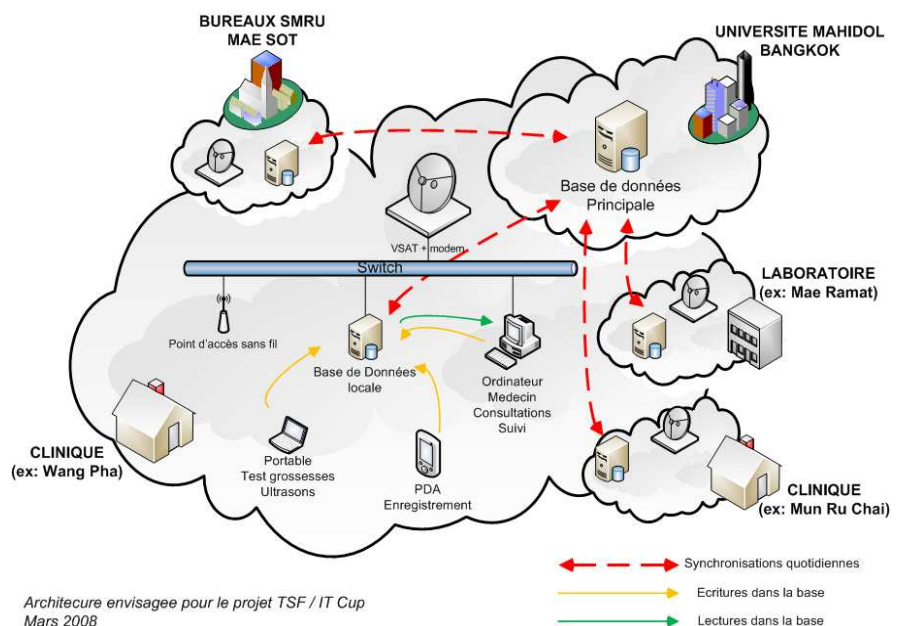 BUREAUX SMRU
MAE SOT
UNIVERSITE MAHIDOL
BANGKOK
Base de données
Principale
VSAT + modem
Switch
LABORATOIRE
(ex: Mae Ramat)
Point d'accès sans fil
Base de Données
locale
Ordinateur
Medecin
Consultations
Suivi
CLINIQUE
(ex: Wang Pha)
Portable
Test grossesses
Ultrasons
PDA
Enregistrement
CLINIQUE
(ex: Mun Ru Chai)
Synchronisations quotidiennes
Ecritures dans la base
Lectures dans la base
Architecure envisagee pour le projet TSF / IT Cup
Mars 2008